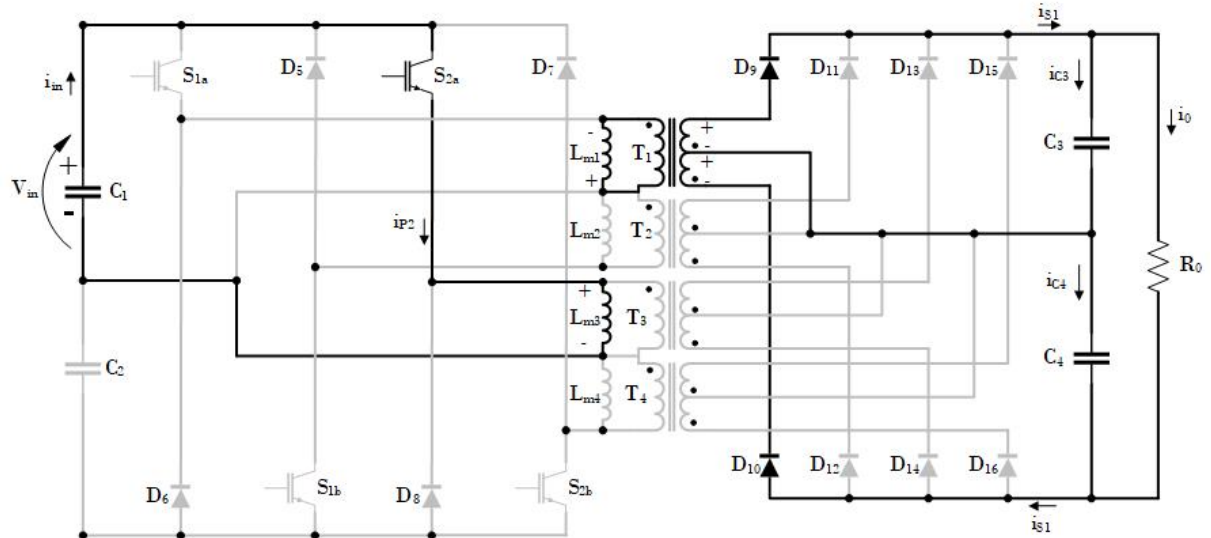 i_S1
S_1a
D_5
S_2a
D_7
D_9
D_11
D_13
D_15
i_in
i_C3
i_0
- 
L_m1
T_1
+
-
+
-
+
C_3
V_in
+
C_1
-
i_P2
L_m2
T_2
R_0
+
L_m3
T_3
-
i_C4
C_2
L_m4
T_4
C_4
D_10
D_12
D_14
D_16
D_6
S_1b
D_8
S_2b
i_S1